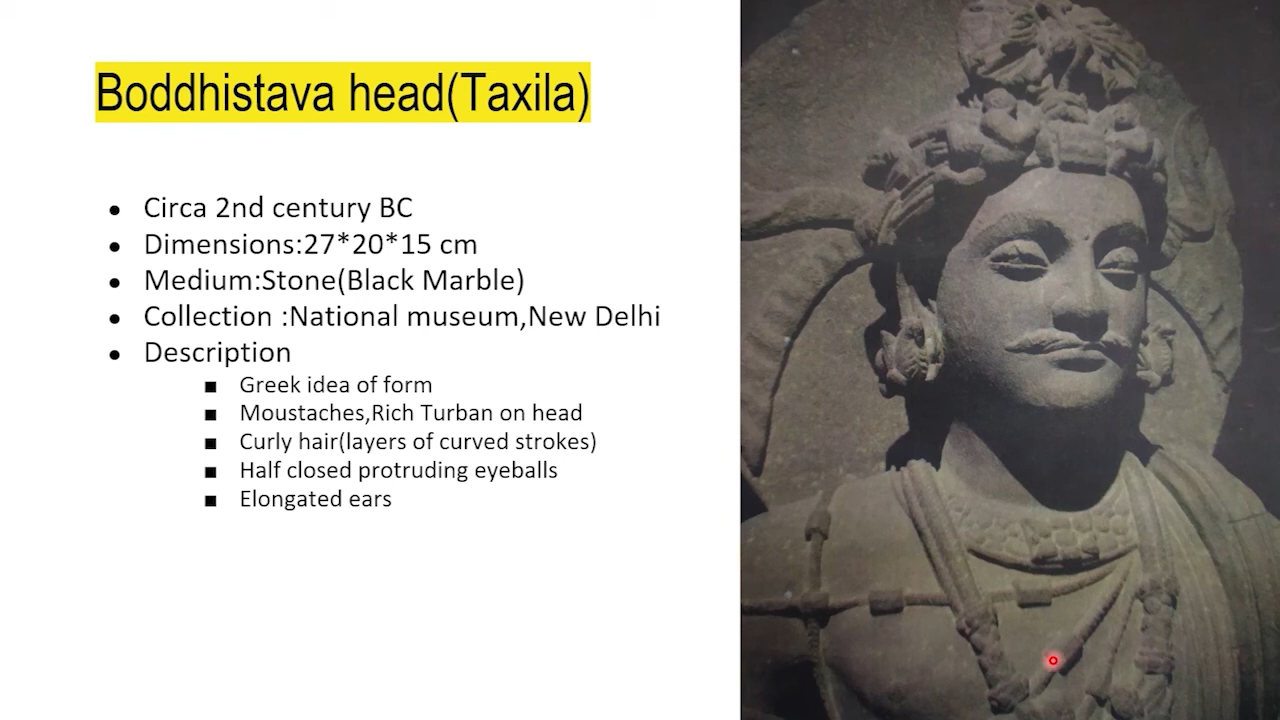 Boddhistava head(Taxila)
Circa 2nd century BC
Dimensions:27*20*15 cm
Medium:Stone(Black Marble)
Collection :National museum,New Delhi
Description
Greek idea of form
Moustaches,Rich Turban on head
Curly hair(layers of curved strokes)
Half closed protruding eyeballs
Elongated ears